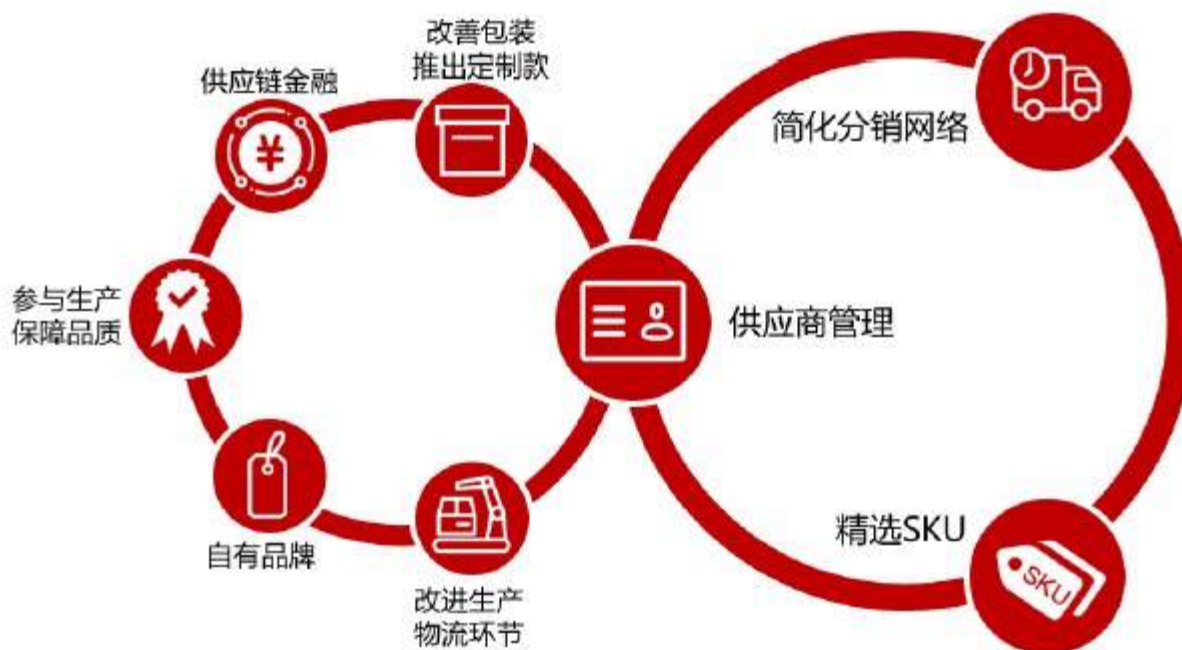 改善包装
推出定制款
供应链金融
¥
简化分销网络
参与生产
保障品质
供应商管理
自有品牌
精选SKU
SKU
改进生产
物流环节